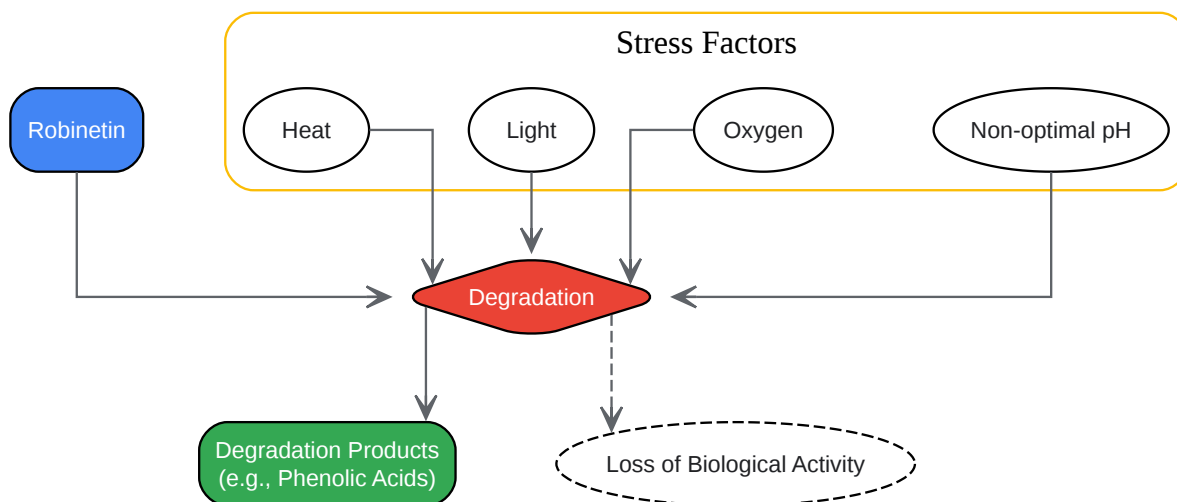 Stress Factors
Robinetin
Heat
Light
Oxygen
Non-optimal pH
Degradation
Degradation Products
(e.g., Phenolic Acids)
Loss of Biological Activity